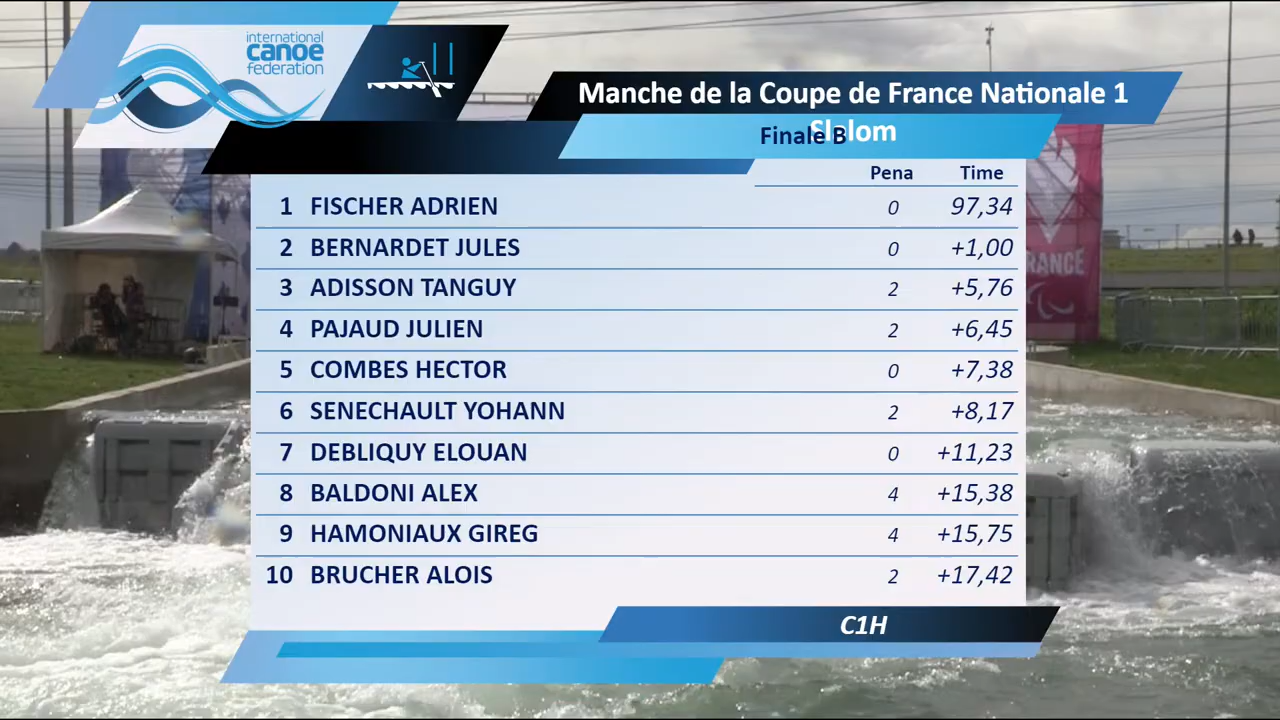 international
canoe
federation
Manche de la Coupe de France Nationale 1
Slalom
Finale B
Pena Time
1 FISCHER ADRIEN 0 97,34
2 BERNARDET JULES 0 +1,00
3 ADISSON TANGUY 2 +5,76
4 PAJAUD JULIEN 2 +6,45
5 COMBES HECTOR 0 +7,38
6 SENECHAULT YOHANN 2 +8,17
7 DEBLIQUY ELOUAN 0 +11,23
8 BALDONI ALEX 4 +15,38
9 HAMONIAUX GIREG 4 +15,75
10 BRUCHER ALOIS 2 +17,42
C1H
RANCE